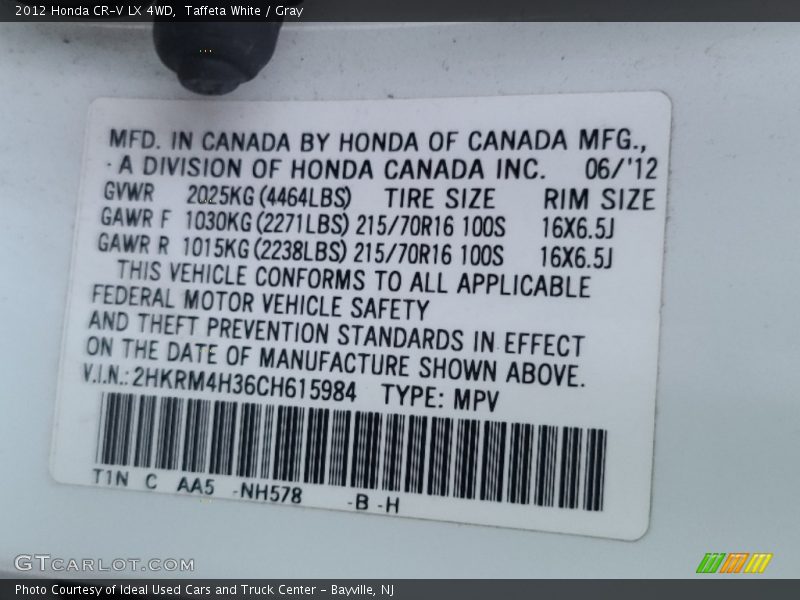 2012 Honda CR-V LX 4WD, Taffeta White / Gray
MFD. IN CANADA BY HONDA OF CANADA MFG.,
A DIVISION OF HONDA CANADA INC. 06/'12
GVWR 2025KG (4464LBS) TIRE SIZE RIM SIZE
GAWR F 1030KG (2271LBS) 215/70R16 100S 16X6.5J
GAWR R 1015KG (2238LBS) 215/70R16 100S 16X6.5J
THIS VEHICLE CONFORMS TO ALL APPLICABLE
FEDERAL MOTOR VEHICLE SAFETY
AND THEFT PREVENTION STANDARDS IN EFFECT
ON THE DATE OF MANUFACTURE SHOWN ABOVE.
V.I.N.: 2HKRM4H36CH615984 TYPE: MPV
T1N C AA5 -NH578 -B -H
GTCARLOT.COM
Photo Courtesy of Ideal Used Cars and Truck Center - Bayville, NJ